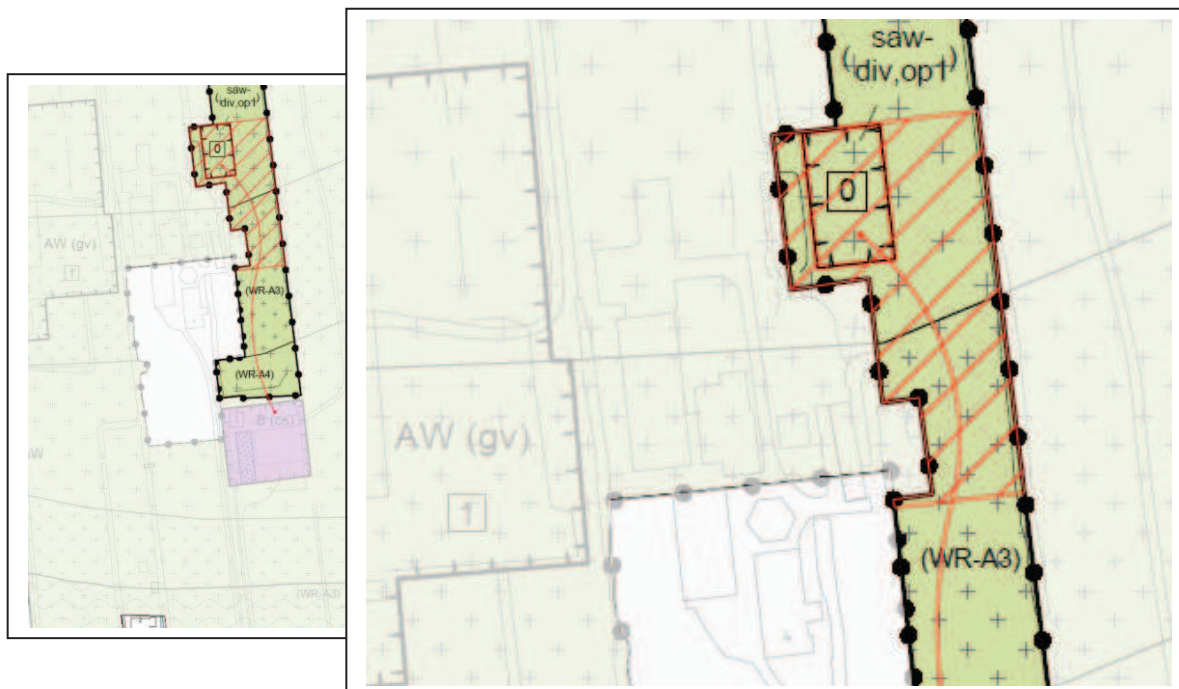 saw-
(div,op1)
0
AW (gv)
1
(WR-A3)
(WR-A4)
B (cs)
AW
(WR-A3)
saw-
(div,op1)
0
AW (gv)
1
(WR-A3)